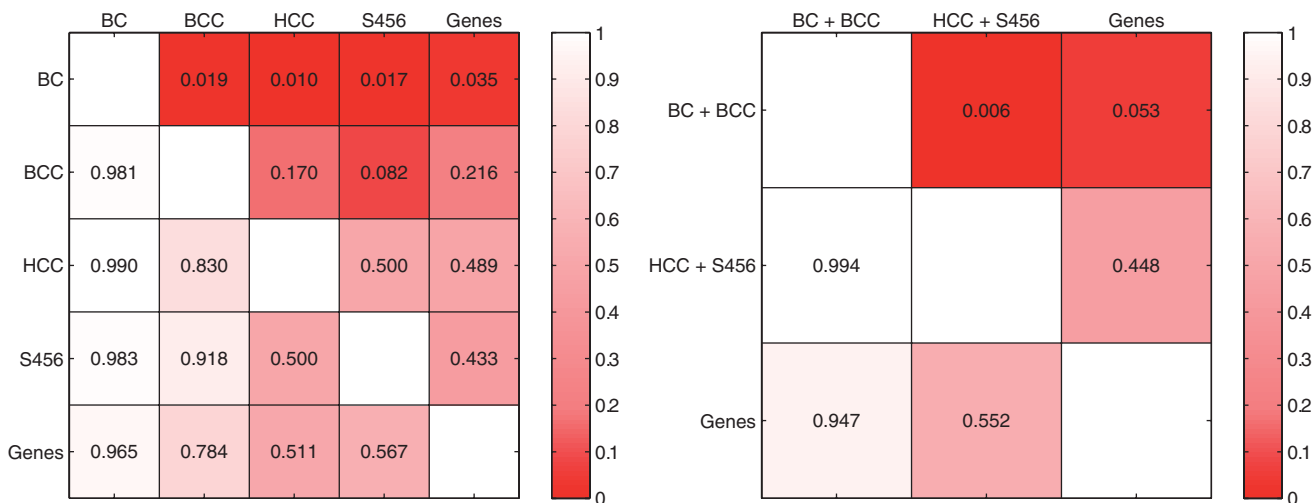 BC BCC HCC S456 Genes
BC 0.019 0.010 0.017 0.035
BCC 0.981 0.170 0.082 0.216
HCC 0.990 0.830 0.500 0.489
S456 0.983 0.918 0.500 0.433
Genes 0.965 0.784 0.511 0.567
1
0.9
0.8
0.7
0.6
0.5
0.4
0.3
0.2
0.1
0
BC + BCC HCC + S456 Genes
BC + BCC 0.006 0.053
HCC + S456 0.994 0.448
Genes 0.947 0.552
1
0.9
0.8
0.7
0.6
0.5
0.4
0.3
0.2
0.1
0